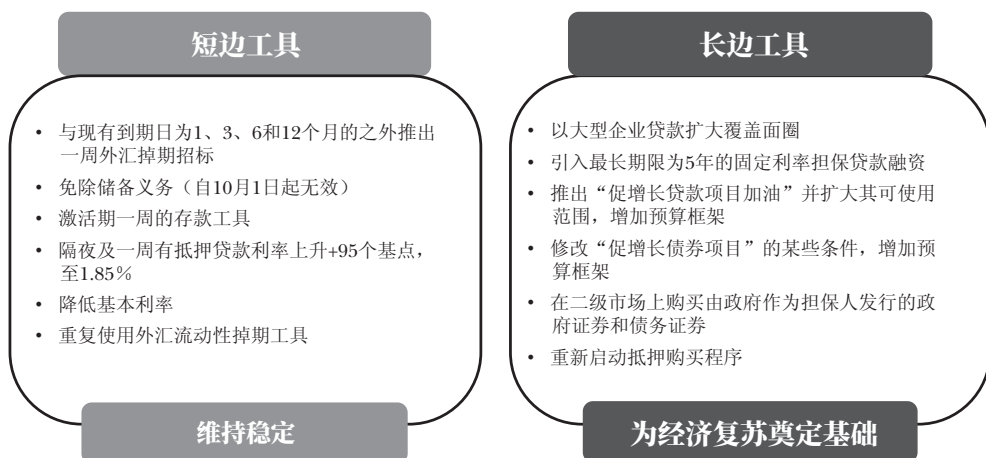 短边工具
• 与现有到期日为1、3、6和12个月的之外推出
一周外汇掉期招标
• 免除储备义务（自10月1日起无效）
• 激活期一周的存款工具
• 隔夜及一周有抵押贷款利率上升+95个基点，
至1.85％
• 降低基本利率
• 重复使用外汇流动性掉期工具
维持稳定
长边工具
• 以大型企业贷款扩大覆盖面圈
• 引入最长期限为5年的固定利率担保贷款融资
• 推出“促增长贷款项目加油”并扩大其可使用
范围，增加预算框架
• 修改“促增长债券项目”的某些条件，增加预
算框架
• 在二级市场上购买由政府作为担保人发行的政
府证券和债务证券
• 重新启动抵押购买程序
为经济复苏奠定基础